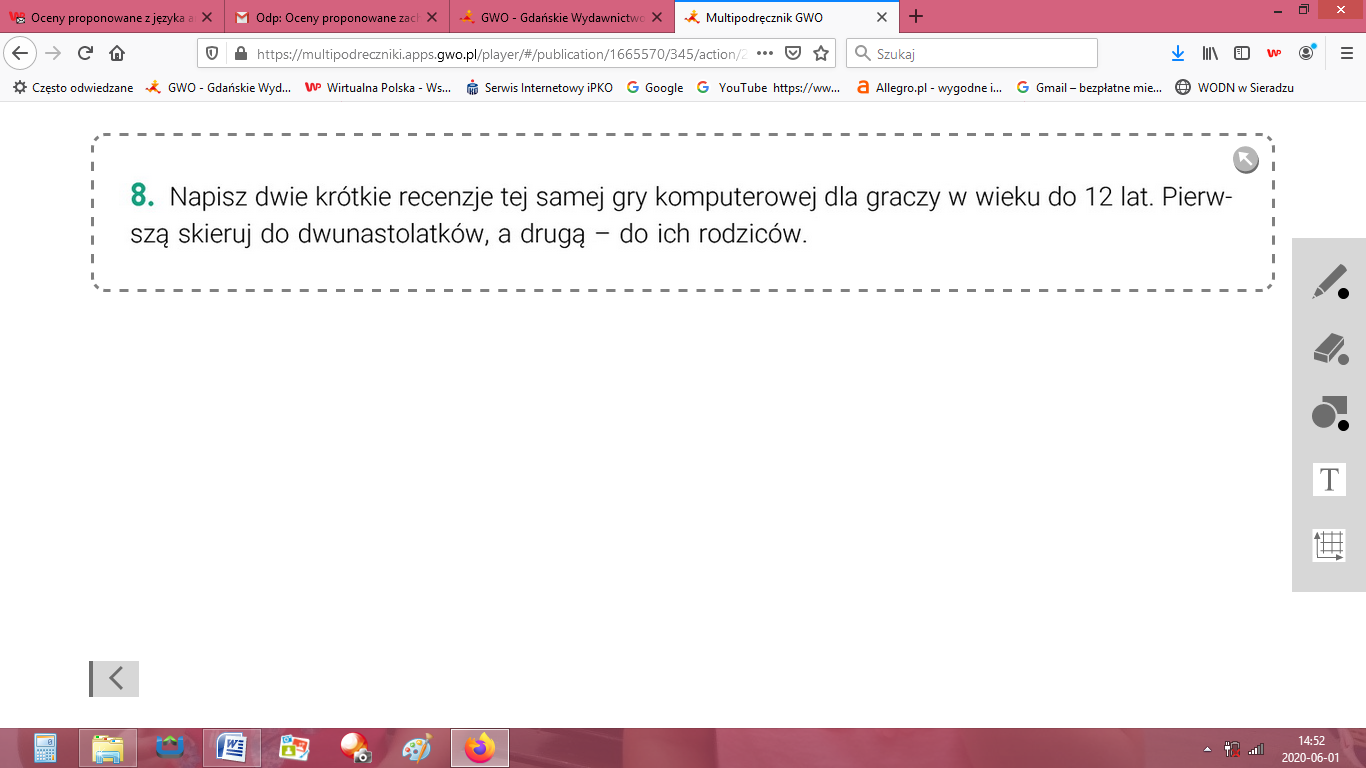 Oceny proponowane z języka a
Odp: Oceny proponowane zac
GWO - Gdańskie Wydawnictwo
Multipodręcznik GWO
https://multipodreczniki.apps.gwo.pl/player/#/publication/1665570/345/action/2
Szukaj
Często odwiedzane
GWO - Gdańskie Wyd...
Wirtualna Polska - Ws...
Serwis Internetowy iPKO
Google
YouTube https://ww...
Allegro.pl - wygodne i...
Gmail – bezpłatne mie...
WODN w Sieradzu
8. Napisz dwie krótkie recenzje tej samej gry komputerowej dla graczy w wieku do 12 lat. Pierw-
szą skieruj do dwunastolatków, a drugą – do ich rodziców.
T
14:52
2020-06-01